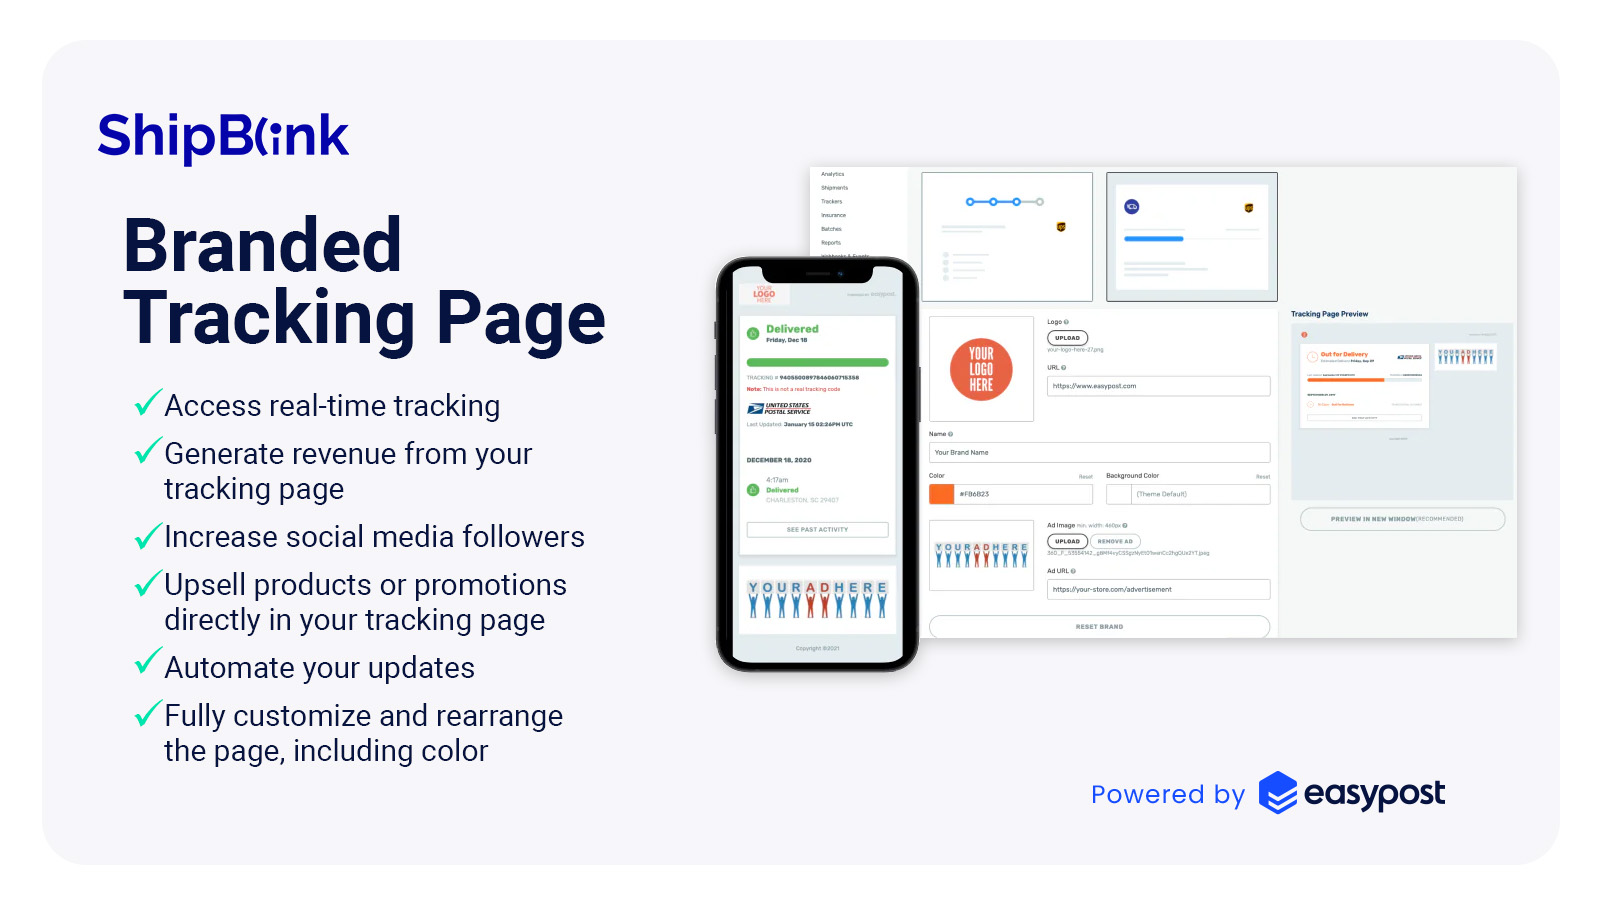 ShipBlink
Branded
Tracking Page
Access real-time tracking
Generate revenue from your
tracking page
Increase social media followers
Upsell products or promotions
directly in your tracking page
Automate your updates
Fully customize and rearrange
the page, including color
YOUR
LOGO
HERE
easypost
Delivered
Friday, Dec 18
TRACKING # 9405500897846060715358
Note: This is not a real tracking code
UNITED STATES
POSTAL SERVICE
Last Updated: January 15 02:26PM UTC
DECEMBER 18, 2020
4:17am
Delivered
CHARLESTON, SC 29407
SEE PAST ACTIVITY
YOUR AD HERE
Copyright ©2021
Analytics
Shipments
Trackers
Insurance
Batches
Reports
YOUR
LOGO
HERE
Logo
UPLOAD
your-logo-here-27.png
URL
https://www.easypost.com
Name
Your Brand Name
Color
Reset
#FB6B23
Background Color
Reset
(Theme Default)
YOUR AD HERE
Ad Image min. width: 460px
UPLOAD
REMOVE AD
Ad URL
https://your-store.com/advertisement
RESET BRAND
Tracking Page Preview
Out for Delivery
YOUR AD HERE
PREVIEW IN NEW WINDOW(RECOMMENDED)
Powered by
easypost